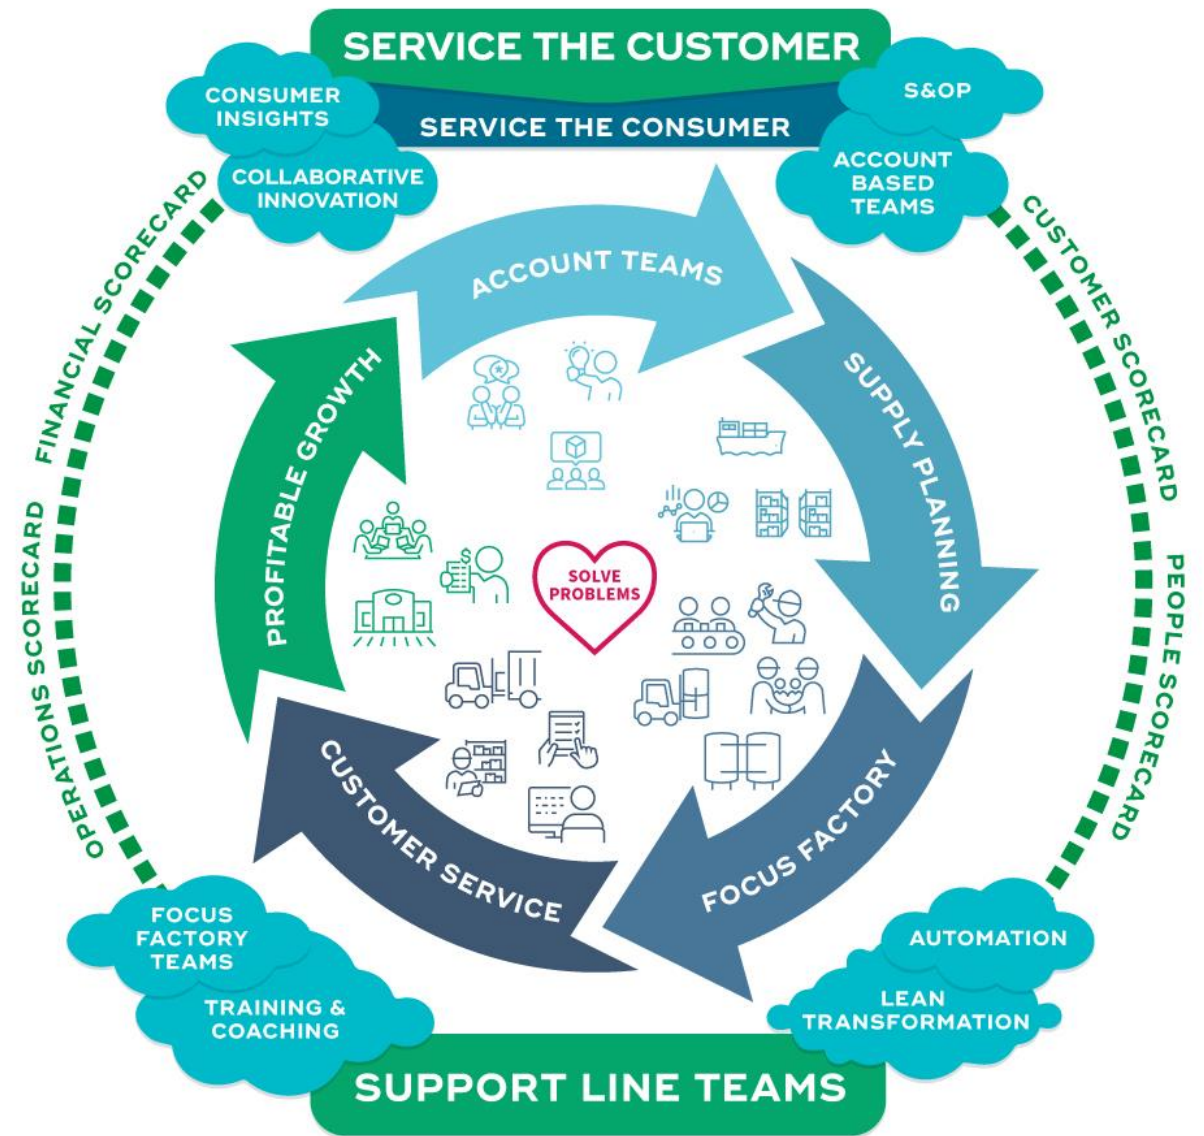 SERVICE THE CUSTOMER
SERVICE THE CONSUMER
CONSUMER
INSIGHTS
COLLABORATIVE
INNOVATION
S&OP
ACCOUNT
BASED
TEAMS
FINANCIAL SCORECARD
OPERATIONS SCORECARD
CUSTOMER SCORECARD
PEOPLE SCORECARD
ACCOUNT TEAMS
SUPPLY PLANNING
FOCUS FACTORY
CUSTOMER SERVICE
PROFITABLE GROWTH
$
SOLVE
PROBLEMS
FOCUS
FACTORY
TEAMS
TRAINING &
COACHING
AUTOMATION
LEAN
TRANSFORMATION
SUPPORT LINE TEAMS